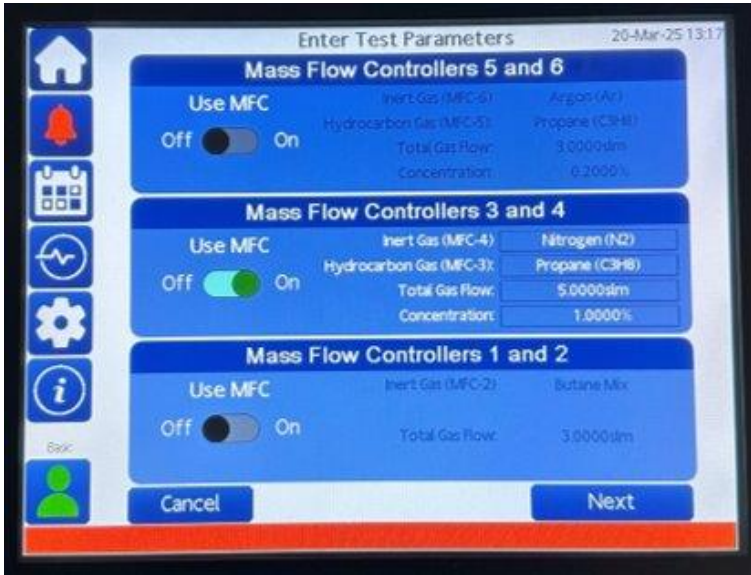 Enter Test Parameters 20-Mar-25 13:17
Mass Flow Controllers 5 and 6
Use MFC
Off On
Inert Gas (MFC-6) Argon (Ar)
Hydrocarbon Gas (MFC-5): Propane (C3H8)
Total Gas Flow: 3.0000slm
Concentration: 0.2000%
Mass Flow Controllers 3 and 4
Use MFC
Off On
Inert Gas (MFC-4) Nitrogen (N2)
Hydrocarbon Gas (MFC-3): Propane (C3H8)
Total Gas Flow: 5.0000slm
Concentration: 1.0000%
Mass Flow Controllers 1 and 2
Use MFC
Off On
Inert Gas (MFC-2) Butane Mix
Total Gas Flow: 3.0000slm
Basic
Cancel Next